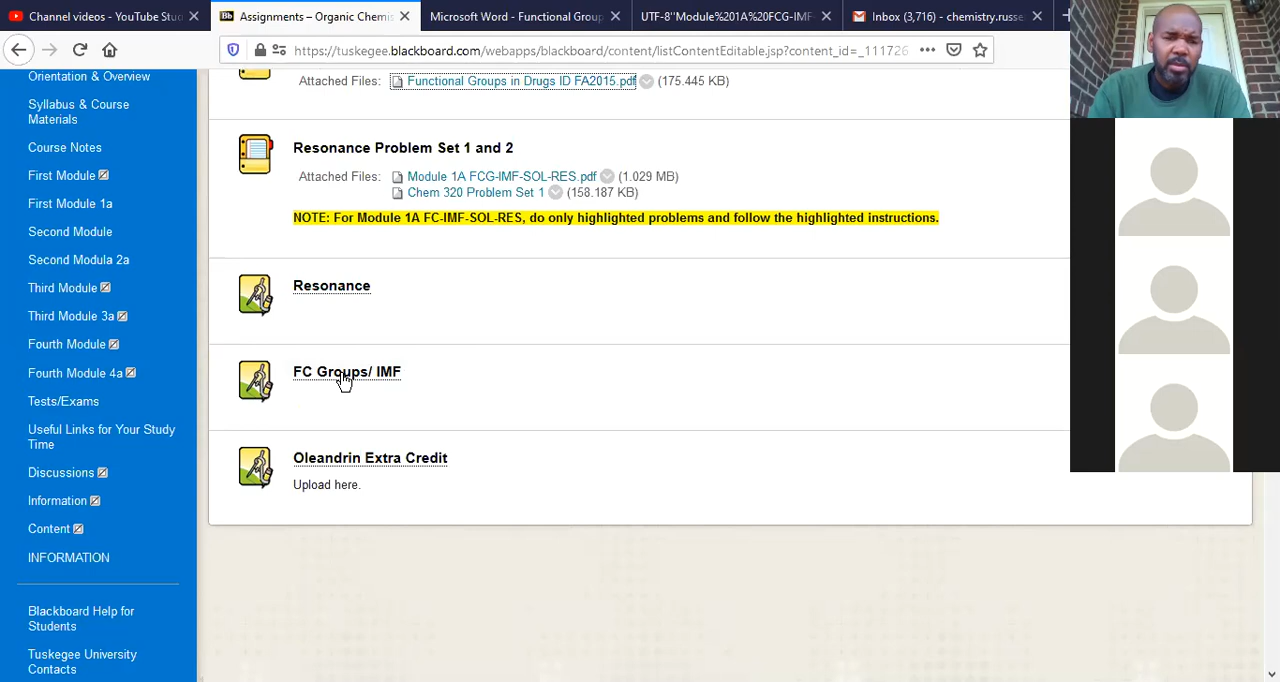 Channel videos - YouTube Stud
Assignments – Organic Chemis
Microsoft Word - Functional Group
UTF-8''Module%201A%20FCG-IMF-
Inbox (3,716) - chemistry.russe
https://tuskegee.blackboard.com/webapps/blackboard/content/listContentEditable.jsp?content_id=_111726
Orientation & Overview
Syllabus & Course
Materials
Course Notes
First Module
First Module 1a
Second Module
Second Modula 2a
Third Module
Third Module 3a
Fourth Module
Fourth Module 4a
Tests/Exams
Useful Links for Your Study
Time
Discussions
Information
Content
INFORMATION
Blackboard Help for
Students
Tuskegee University
Contacts
Attached Files: Functional Groups in Drugs ID FA2015.pdf (175.445 KB)
Resonance Problem Set 1 and 2
Attached Files: Module 1A FCG-IMF-SOL-RES.pdf (1.029 MB)
Chem 320 Problem Set 1 (158.187 KB)
NOTE: For Module 1A FC-IMF-SOL-RES, do only highlighted problems and follow the highlighted instructions.
Resonance
FC Groups/ IMF
Oleandrin Extra Credit
Upload here.